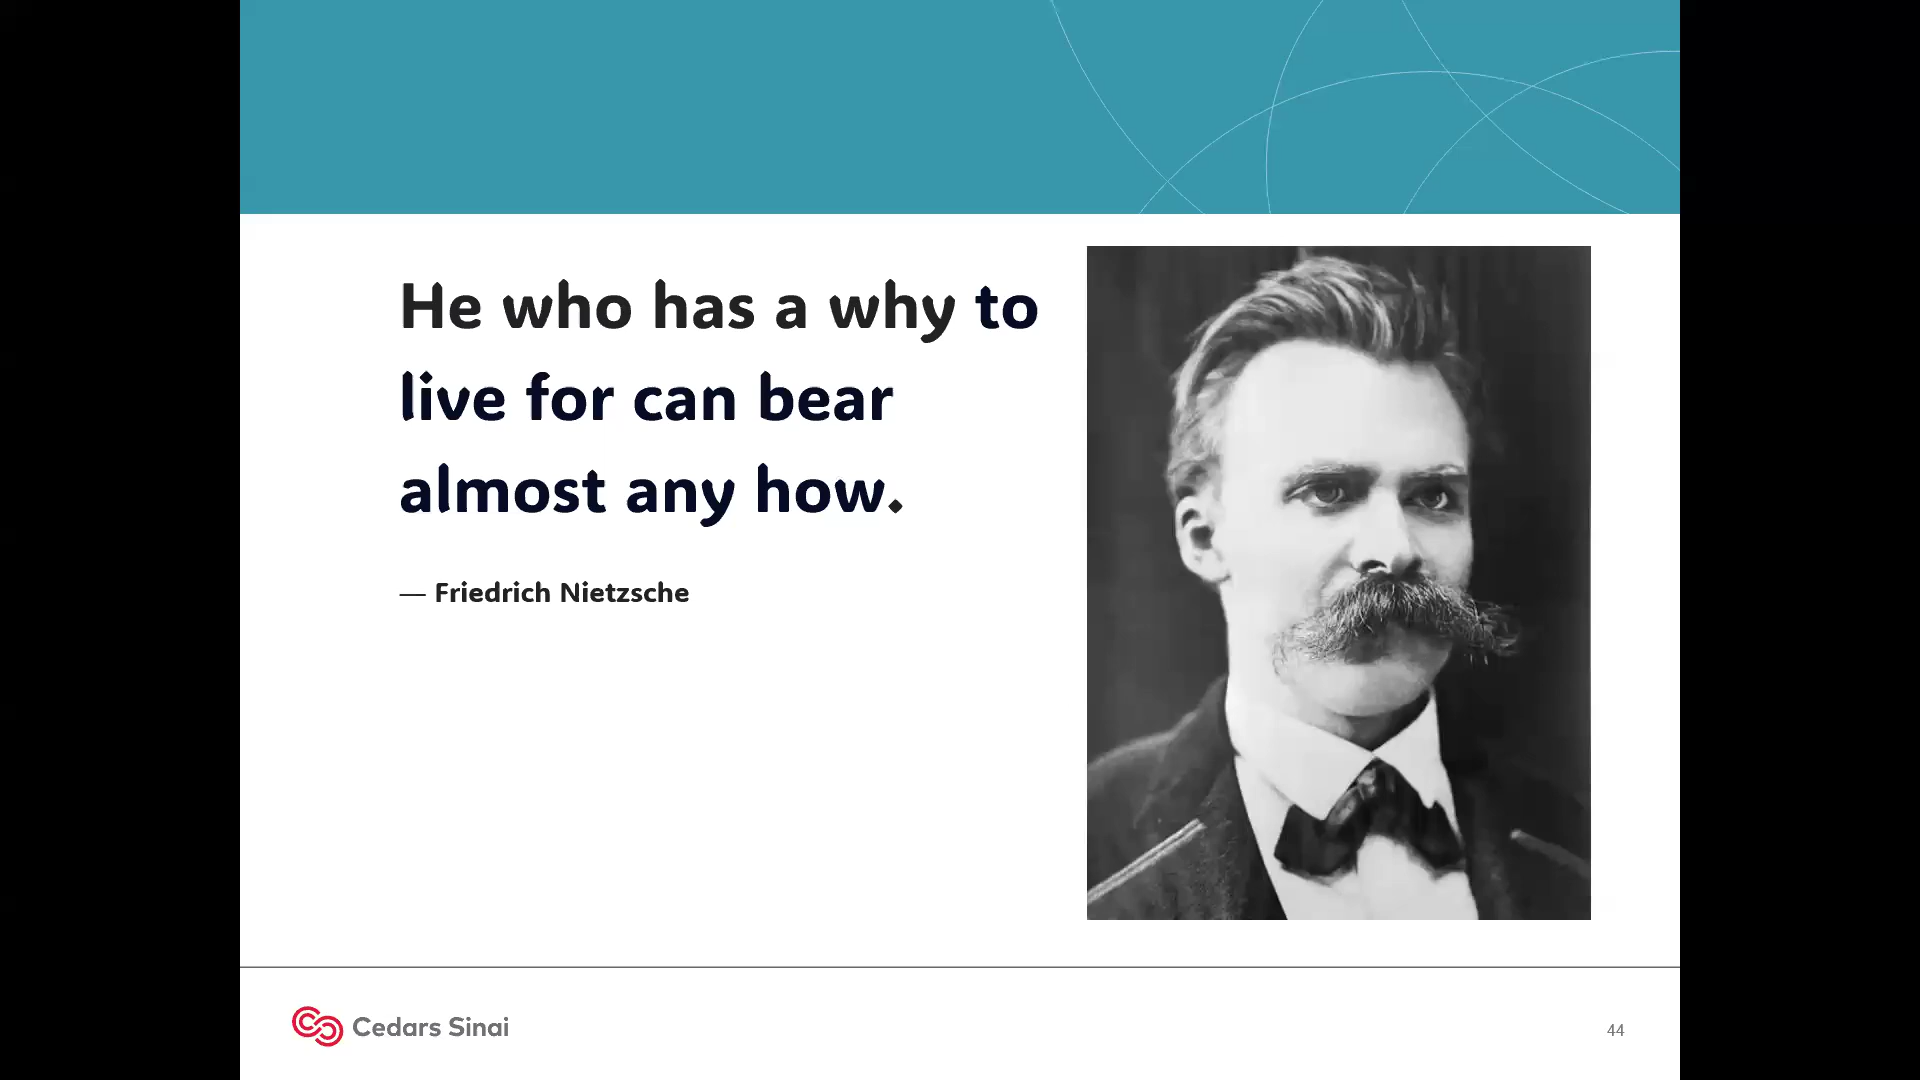 He who has a why to
live for can bear
almost any how.
— Friedrich Nietzsche
Cedars Sinai
44